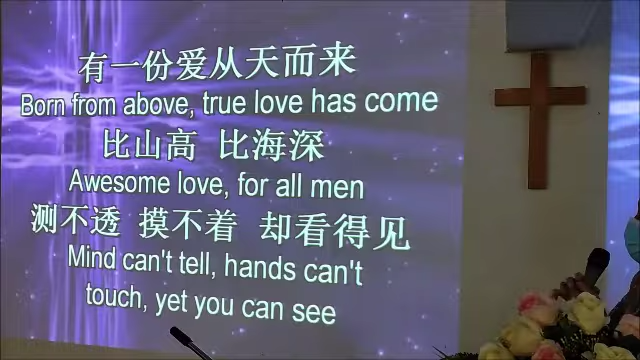 有一份爱从天而来
Born from above, true love has come
比山高 比海深
Awesome love, for all men
测不透 摸不着 却看得见
Mind can't tell, hands can't
touch, yet you can see